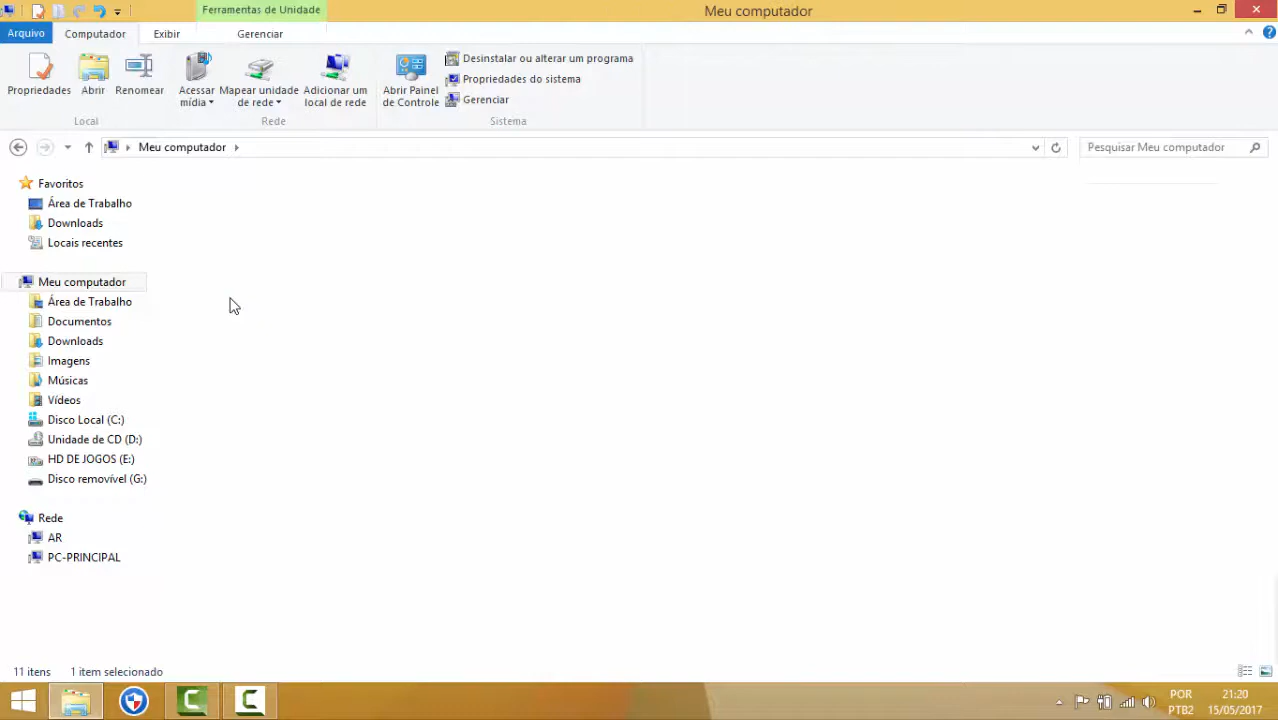 Ferramentas de Unidade
Meu computador
Arquivo
Computador
Exibir
Gerenciar
Propriedades
Abrir
Renomear
Acessar
mídia
Mapear unidade
de rede
Adicionar um
local de rede
Abrir Painel
de Controle
Desinstalar ou alterar um programa
Propriedades do sistema
Gerenciar
Local
Rede
Sistema
Meu computador
Pesquisar Meu computador
Favoritos
Área de Trabalho
Downloads
Locais recentes
Meu computador
Área de Trabalho
Documentos
Downloads
Imagens
Músicas
Vídeos
Disco Local (C:)
Unidade de CD (D:)
HD DE JOGOS (E:)
Disco removível (G:)
Rede
AR
PC-PRINCIPAL
11 itens
1 item selecionado
POR
PTB2
21:20
15/05/2017